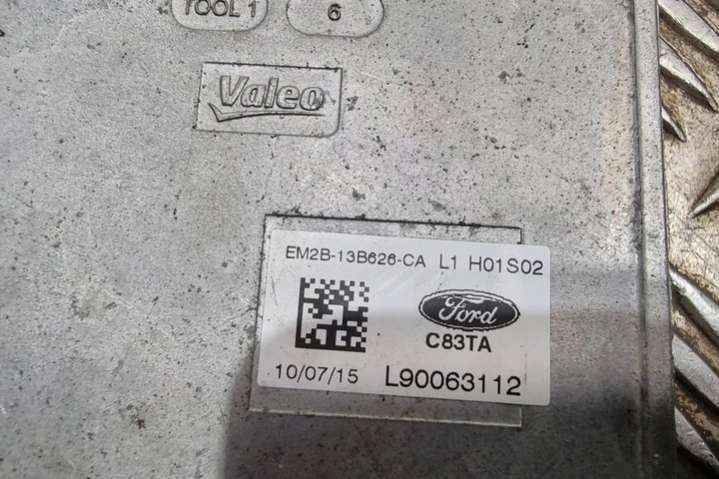 TOOL 1
6
Valeo
EM2B-13B626-CA L1 H01S02
Ford
C83TA
10/07/15 L90063112